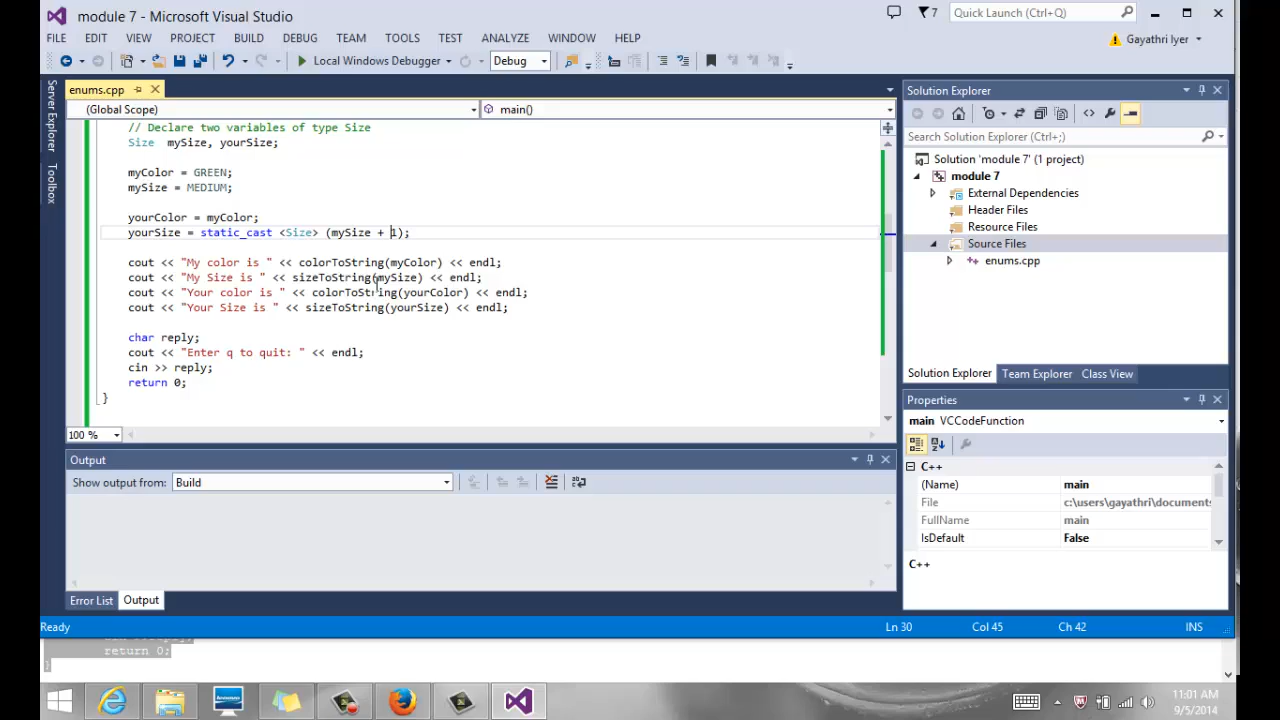 module 7 - Microsoft Visual Studio
7
Quick Launch (Ctrl+Q)
FILE EDIT VIEW PROJECT BUILD DEBUG TEAM TOOLS TEST ANALYZE WINDOW HELP
Gayathri Iyer
Local Windows Debugger
Debug
Server Explorer
Toolbox
enums.cpp
(Global Scope)
main()
// Declare two variables of type Size
Size mySize, yourSize;
myColor = GREEN;
mySize = MEDIUM;
yourColor = myColor;
yourSize = static_cast <Size> (mySize + 1);
cout << "My color is " << colorToString(myColor) << endl;
cout << "My Size is " << sizeToString(mySize) << endl;
cout << "Your color is " << colorToString(yourColor) << endl;
cout << "Your Size is " << sizeToString(yourSize) << endl;
char reply;
cout << "Enter q to quit: " << endl;
cin >> reply;
return 0;
}
100 %
Output
Show output from: Build
Error List Output
Solution Explorer
Search Solution Explorer (Ctrl+;)
Solution 'module 7' (1 project)
module 7
External Dependencies
Header Files
Resource Files
Source Files
enums.cpp
Solution Explorer Team Explorer Class View
Properties
main VCCodeFunction
C++
(Name) main
File c:\users\gayathri\documents
FullName main
IsDefault False
C++
Ready
Ln 30 Col 45 Ch 42 INS
return 0;
}
11:01 AM
9/5/2014